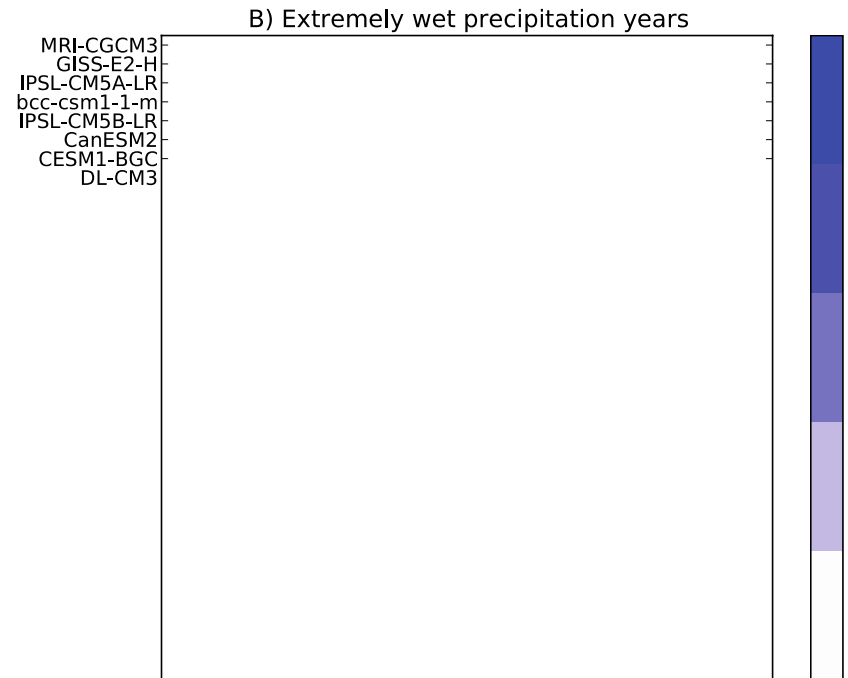 B) Extremely wet precipitation years
MRI-CGCM3
GISS-E2-H
IPSL-CM5A-LR
bcc-csm1-1-m
IPSL-CM5B-LR
CanESM2
CESM1-BGC
DL-CM3